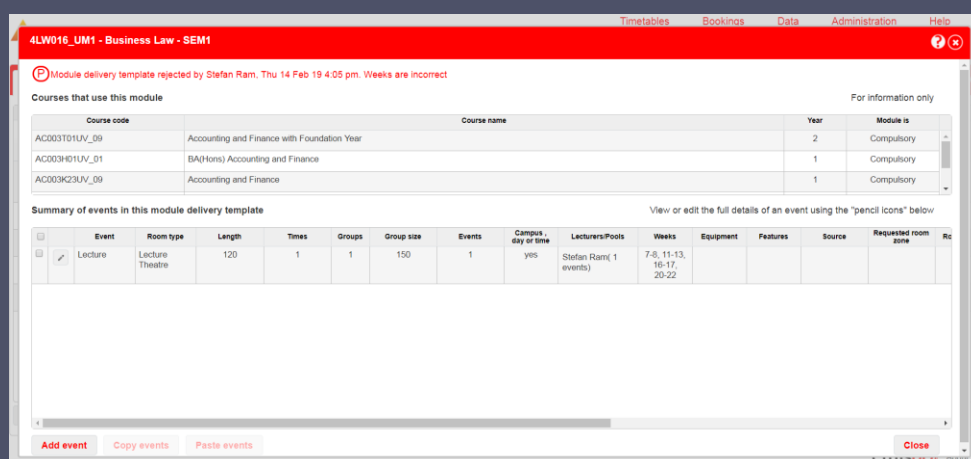 Timetables Bookings Data Administration Help
4LW016_UM1 - Business Law - SEM1
?
P Module delivery template rejected by Stefan Ram, Thu 14 Feb 19 4:05 pm. Weeks are incorrect
Courses that use this module For information only
Course code Course name Year Module is
AC003T01UV_09 Accounting and Finance with Foundation Year 2 Compulsory
AC003H01UV_01 BA(Hons) Accounting and Finance 1 Compulsory
AC003K23UV_09 Accounting and Finance 1 Compulsory
Summary of events in this module delivery template View or edit the full details of an event using the "pencil icons" below
Event Room type Length Times Groups Group size Events Campus , day or time Lecturers/Pools Weeks Equipment Features Source Requested room zone Ro
Lecture Lecture Theatre 120 1 1 150 1 yes Stefan Ram( 1 events) 7-8, 11-13, 16-17, 20-22
Add event Copy events Paste events Close